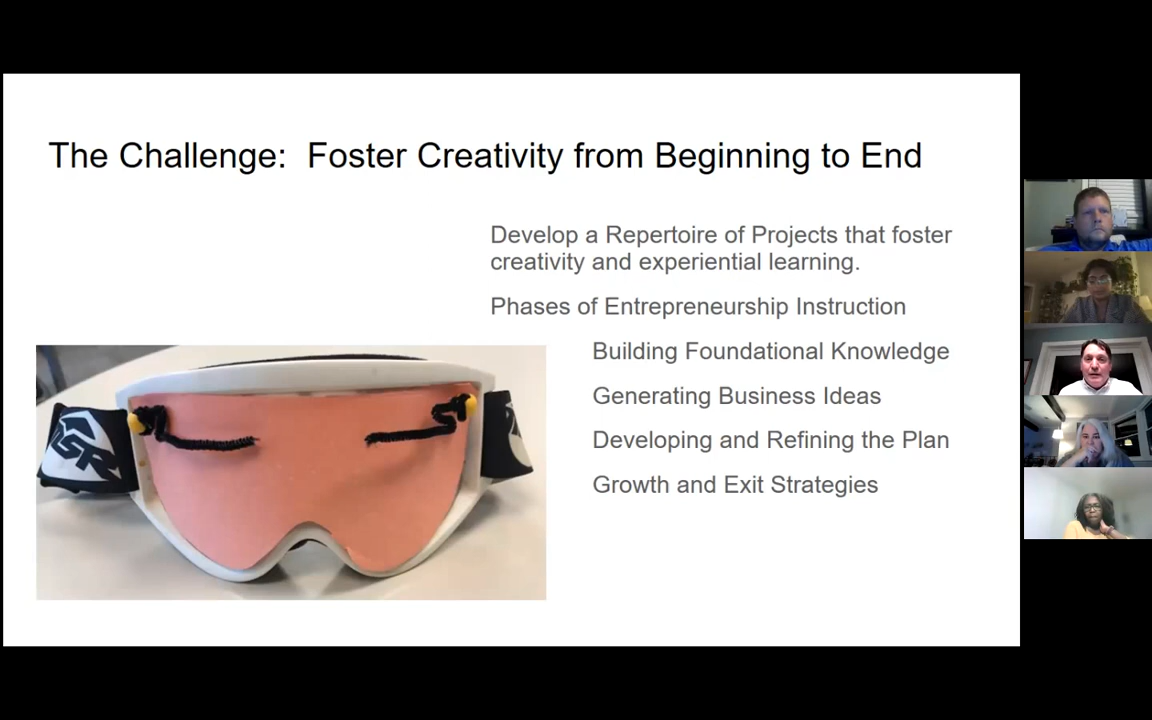 The Challenge:  Foster Creativity from Beginning to End
Develop a Repertoire of Projects that foster
creativity and experiential learning.
Phases of Entrepreneurship Instruction
Building Foundational Knowledge
Generating Business Ideas
Developing and Refining the Plan
Growth and Exit Strategies